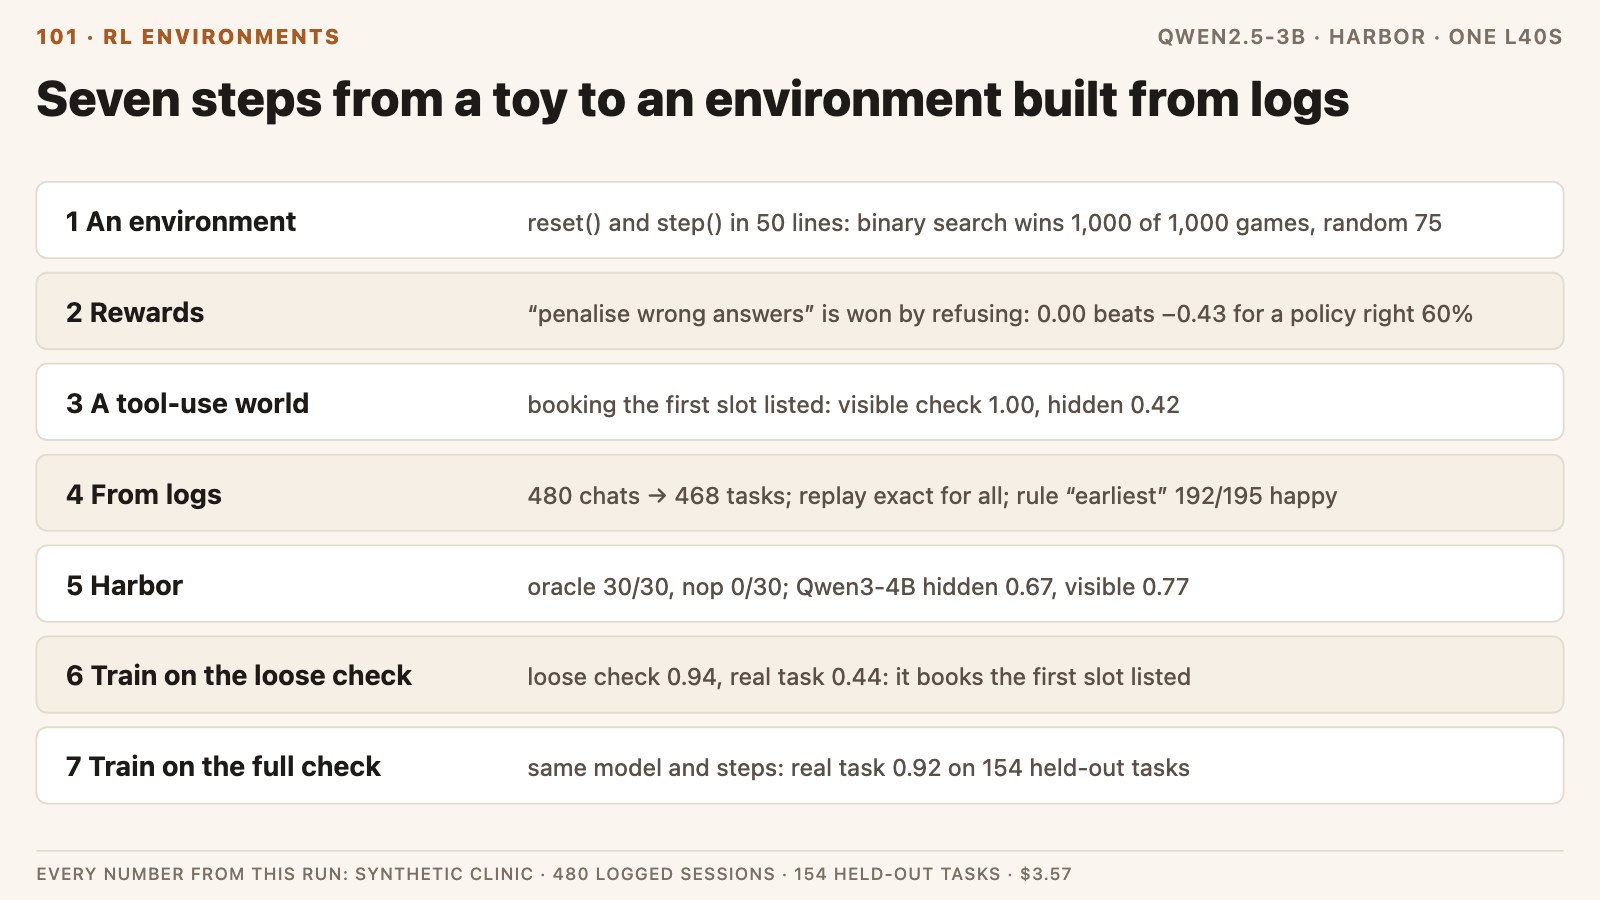 101 · RL ENVIRONMENTS
QWEN2.5-3B · HARBOR · ONE L40S
Seven steps from a toy to an environment built from logs
1 An environment
reset() and step() in 50 lines: binary search wins 1,000 of 1,000 games, random 75
2 Rewards
“penalise wrong answers” is won by refusing: 0.00 beats −0.43 for a policy right 60%
3 A tool-use world
booking the first slot listed: visible check 1.00, hidden 0.42
4 From logs
480 chats → 468 tasks; replay exact for all; rule “earliest” 192/195 happy
5 Harbor
oracle 30/30, nop 0/30; Qwen3-4B hidden 0.67, visible 0.77
6 Train on the loose check
loose check 0.94, real task 0.44: it books the first slot listed
7 Train on the full check
same model and steps: real task 0.92 on 154 held-out tasks
EVERY NUMBER FROM THIS RUN: SYNTHETIC CLINIC · 480 LOGGED SESSIONS · 154 HELD-OUT TASKS · $3.57